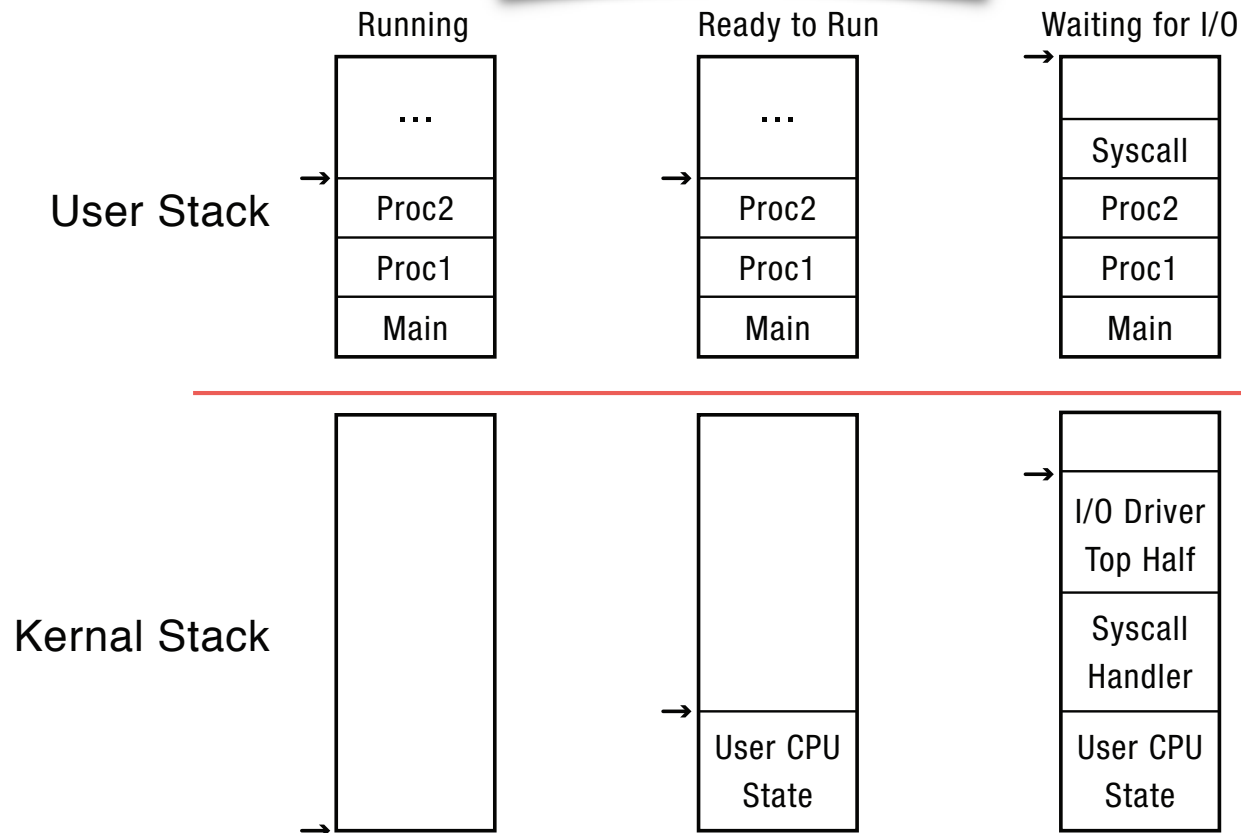 Running
Ready to Run
Waiting for I/O
→
...
...
Syscall
→
→
User Stack
Proc2
Proc2
Proc2
Proc1
Proc1
Proc1
Main
Main
Main
→
I/O Driver
Top Half
Kernal Stack
Syscall
Handler
→
User CPU
State
User CPU
State
→